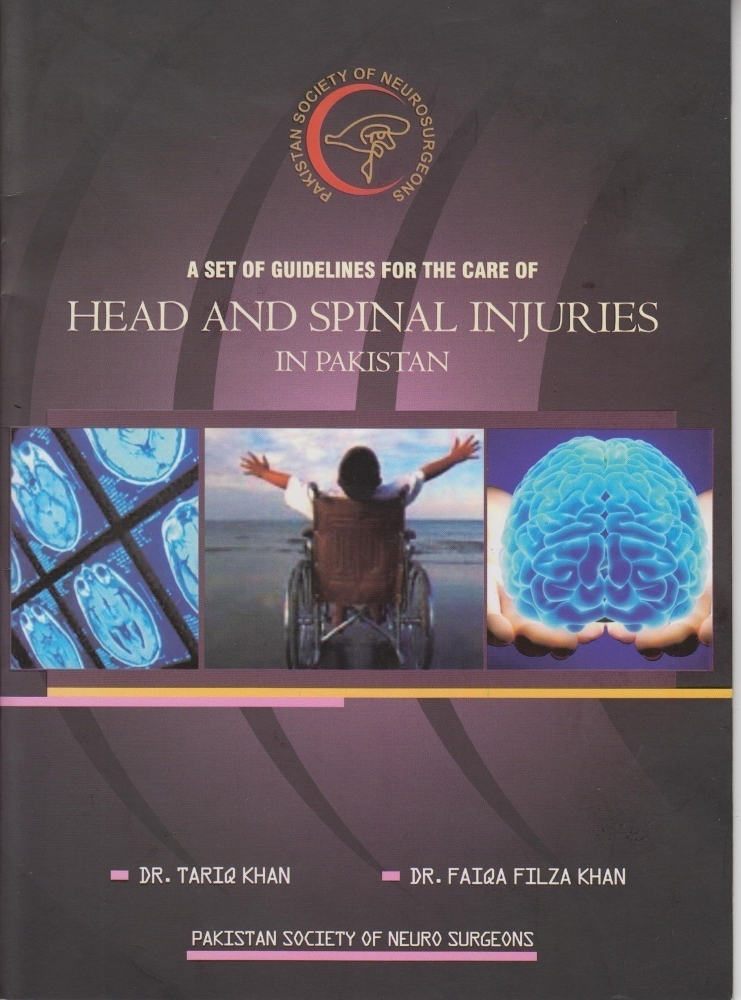 PAKISTAN SOCIETY OF NEUROSURGEONS
A SET OF GUIDELINES FOR THE CARE OF
HEAD AND SPINAL INJURIES
IN PAKISTAN
DR. TARIQ KHAN
DR. FAIQA FILZA KHAN
PAKISTAN SOCIETY OF NEURO SURGEONS